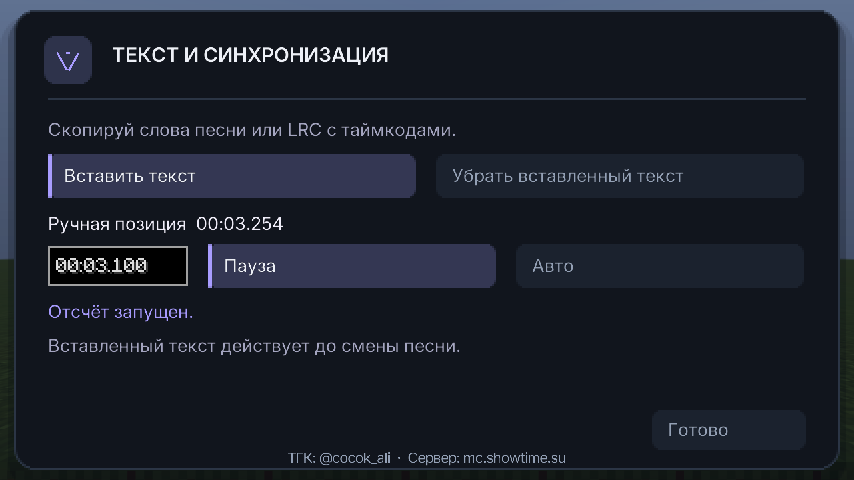 ТЕКСТ И СИНХРОНИЗАЦИЯ
Скопируй слова песни или LRC с таймкодами.
Вставить текст Убрать вставленный текст
Ручная позиция 00:03.254
00:03.100 Пауза Авто
Отсчёт запущен.
Вставленный текст действует до смены песни.
Готово
ТГК: @cocok_ali · Сервер: mc.showtime.su